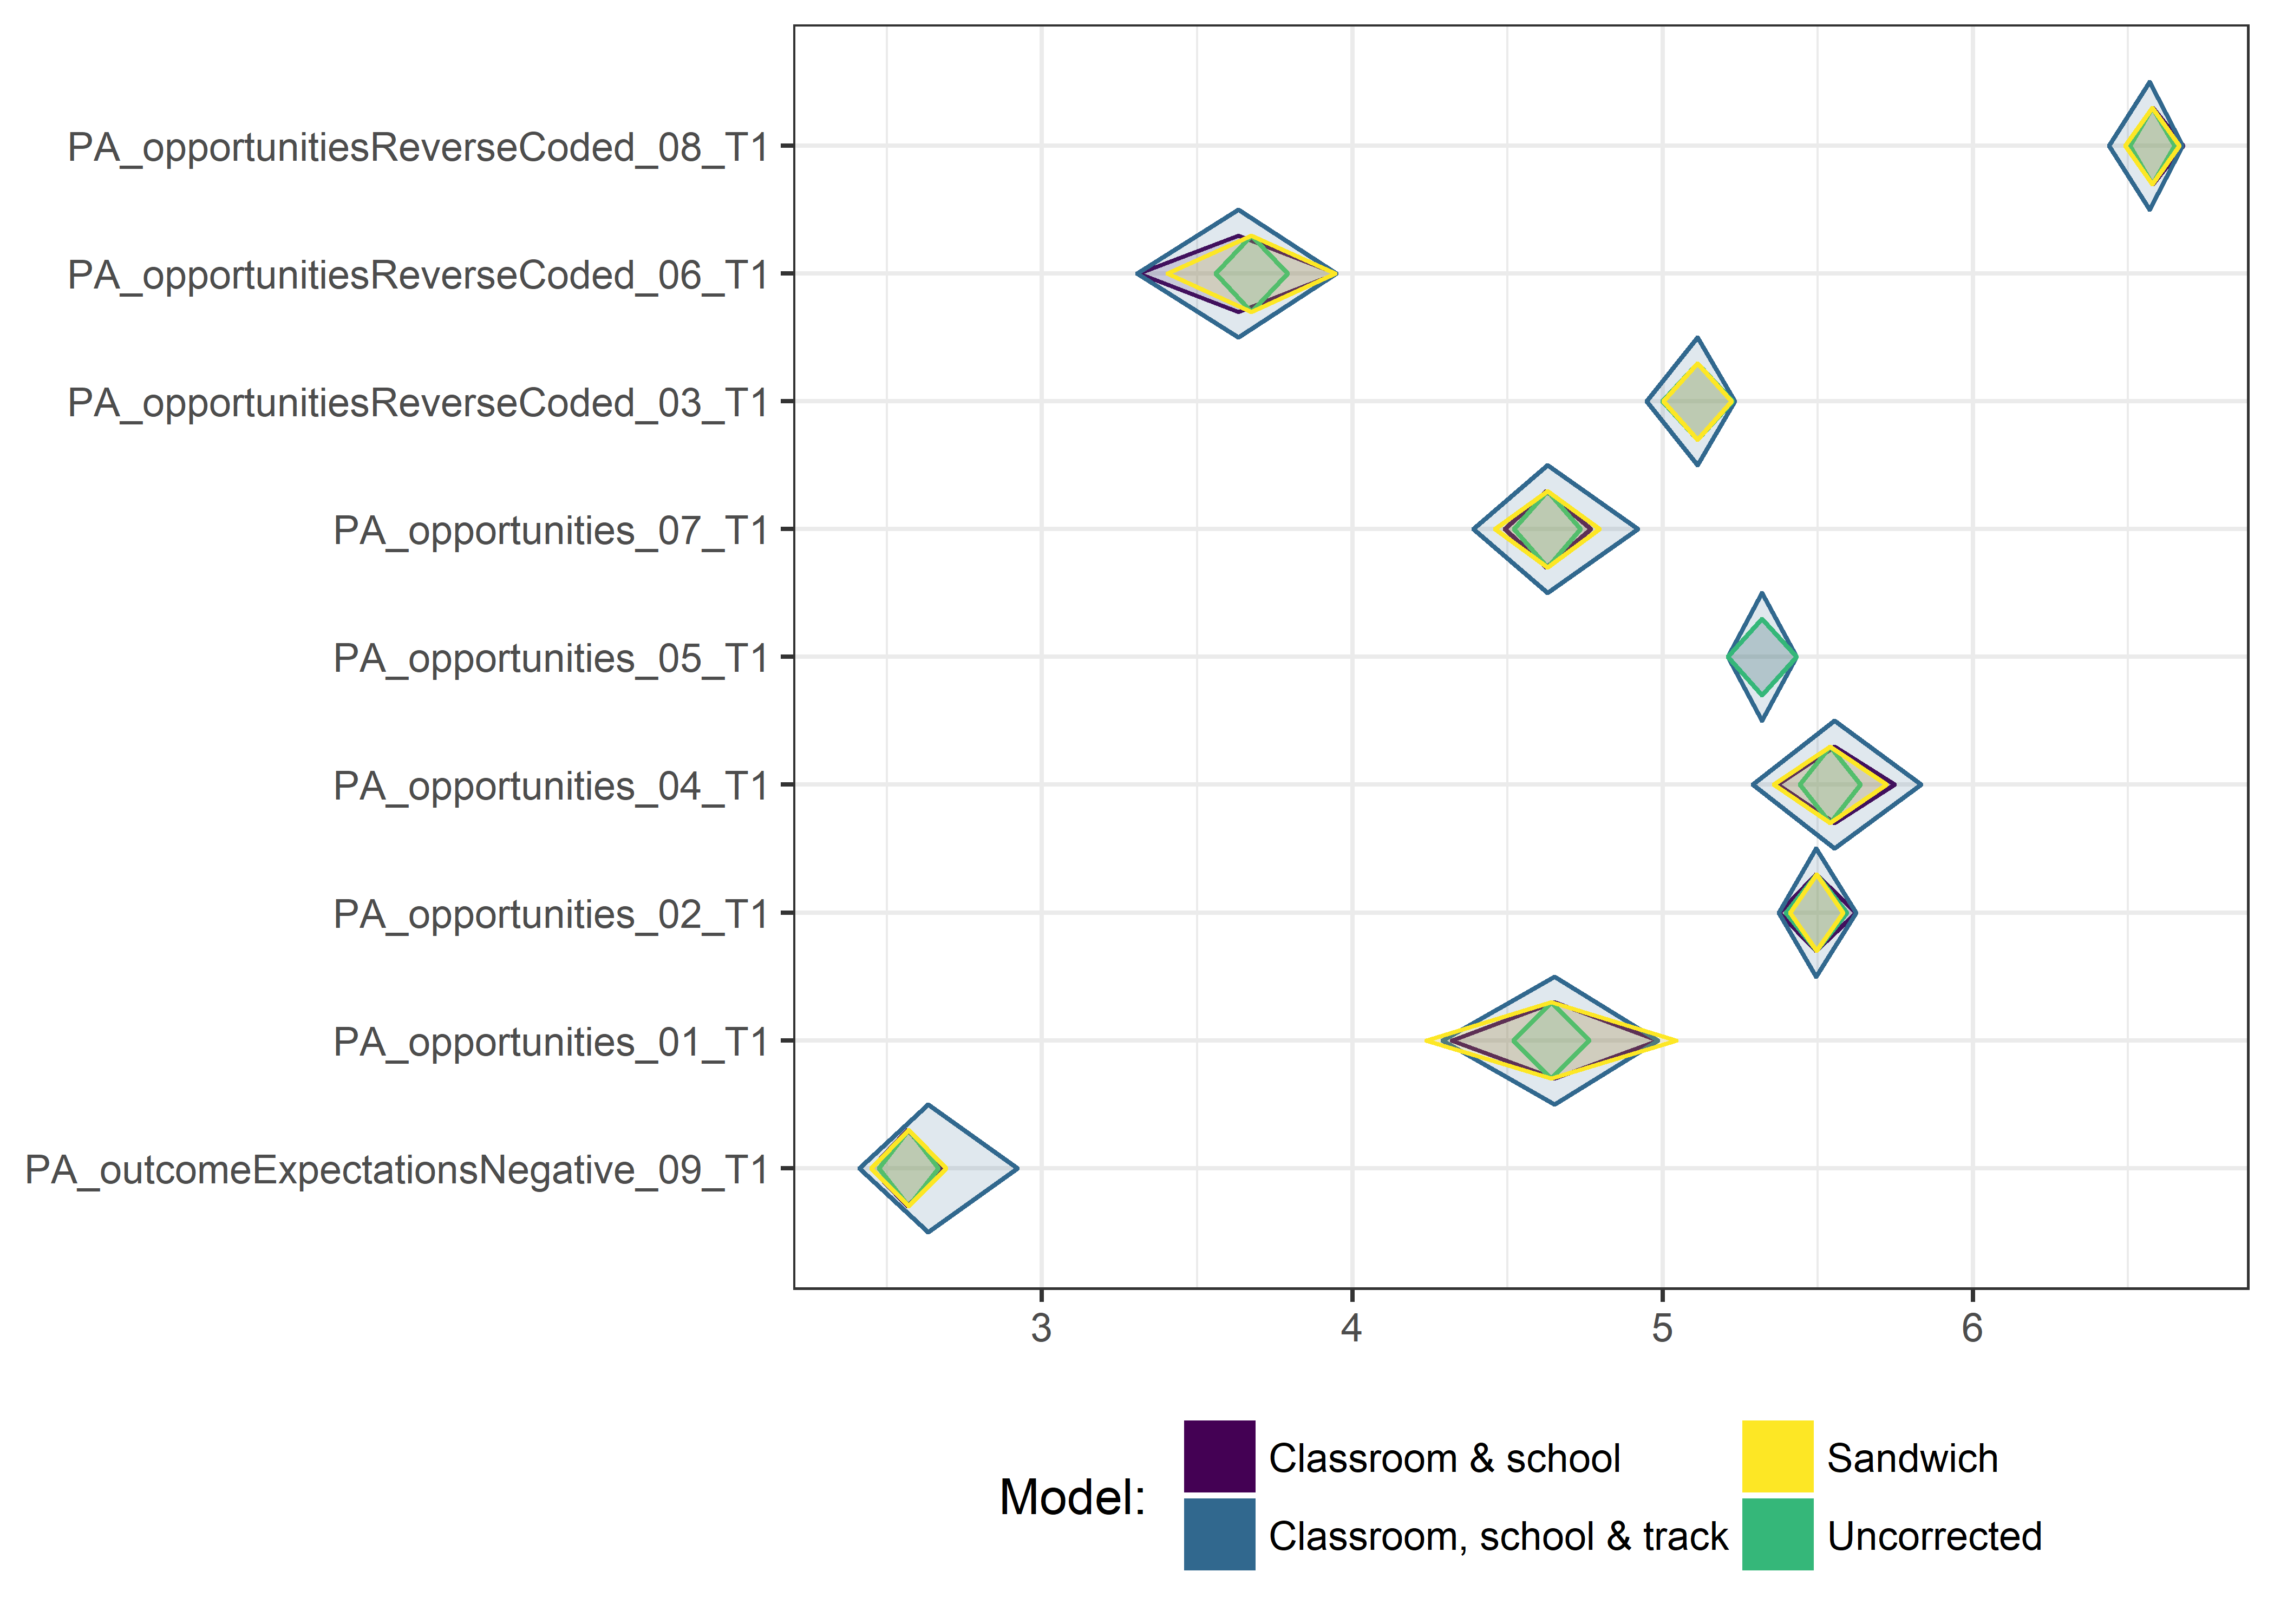 PA_opportunitiesReverseCoded_08_T1
PA_opportunitiesReverseCoded_06_T1
PA_opportunitiesReverseCoded_03_T1
PA_opportunities_07_T1
PA_opportunities_05_T1
PA_opportunities_04_T1
PA_opportunities_02_T1
PA_opportunities_01_T1
PA_outcomeExpectationsNegative_09_T1
3 4 5 6
Model:
Classroom & school
Classroom, school & track
Sandwich
Uncorrected